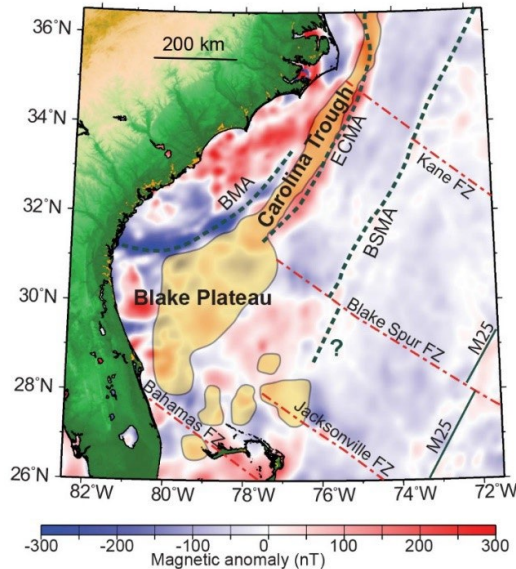 36°N
200 km
34°N
32°N
30°N
28°N
26°N
Carolina Trough
ECMA
Kane FZ
BMA
BSMA
Blake Plateau
Blake Spur FZ
?
M25
M25
Bahamas FZ
Jacksonville FZ
82°W 80°W 78°W 76°W 74°W 72°W
-300 -200 -100 0 100 200 300
Magnetic anomaly (nT)